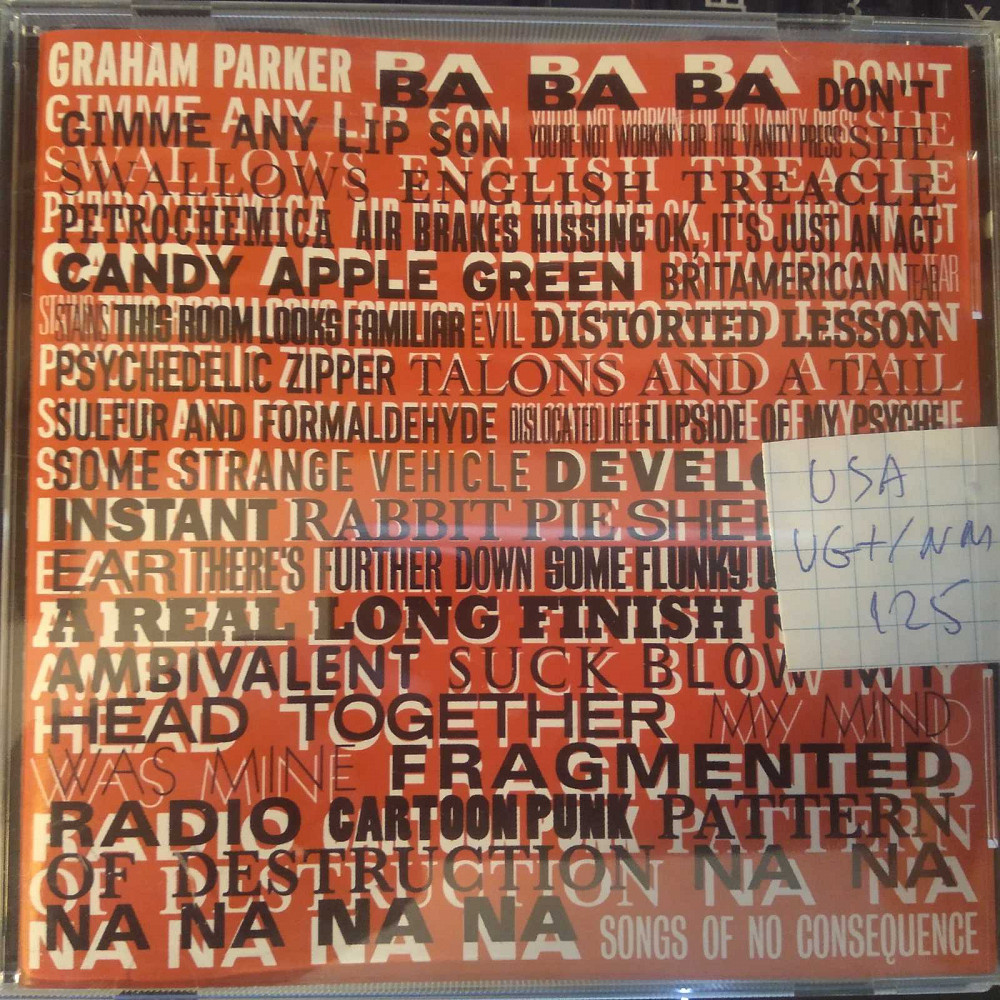 GRAHAM PARKER BA BA BA DON'T
GIMME ANY LIP SON YOU'RE NOT WORKIN' FOR THE VANITY PRESS SHE
SWALLOWS ENGLISH TREACLE
PETROCHEMICA AIR BRAKES HISSING OK, IT'S JUST AN ACT
CANDY APPLE GREEN BRITAMERICAN TEAR
STAINS THIS ROOM LOOKS FAMILIAR EVIL DISTORTED LESSON
PSYCHEDELIC ZIPPER TALONS AND A TAIL
SULFUR AND FORMALDEHYDE DISLOCATED LIFE FLIPSIDE OF MY PSYCHE
SOME STRANGE VEHICLE
INSTANT RABBIT PIE
EAR THERE'S FURTHER DOWN SOME FLUNKY
A REAL LONG FINISH
AMBIVALENT SUCK BLOW MY
HEAD TOGETHER MY MIND
WAS MINE FRAGMENTED
RADIO CARTOON PUNK PATTERN
OF DESTRUCTION NA NA
NA NA NA NA SONGS OF NO CONSEQUENCE
USA
VG+/NM
125